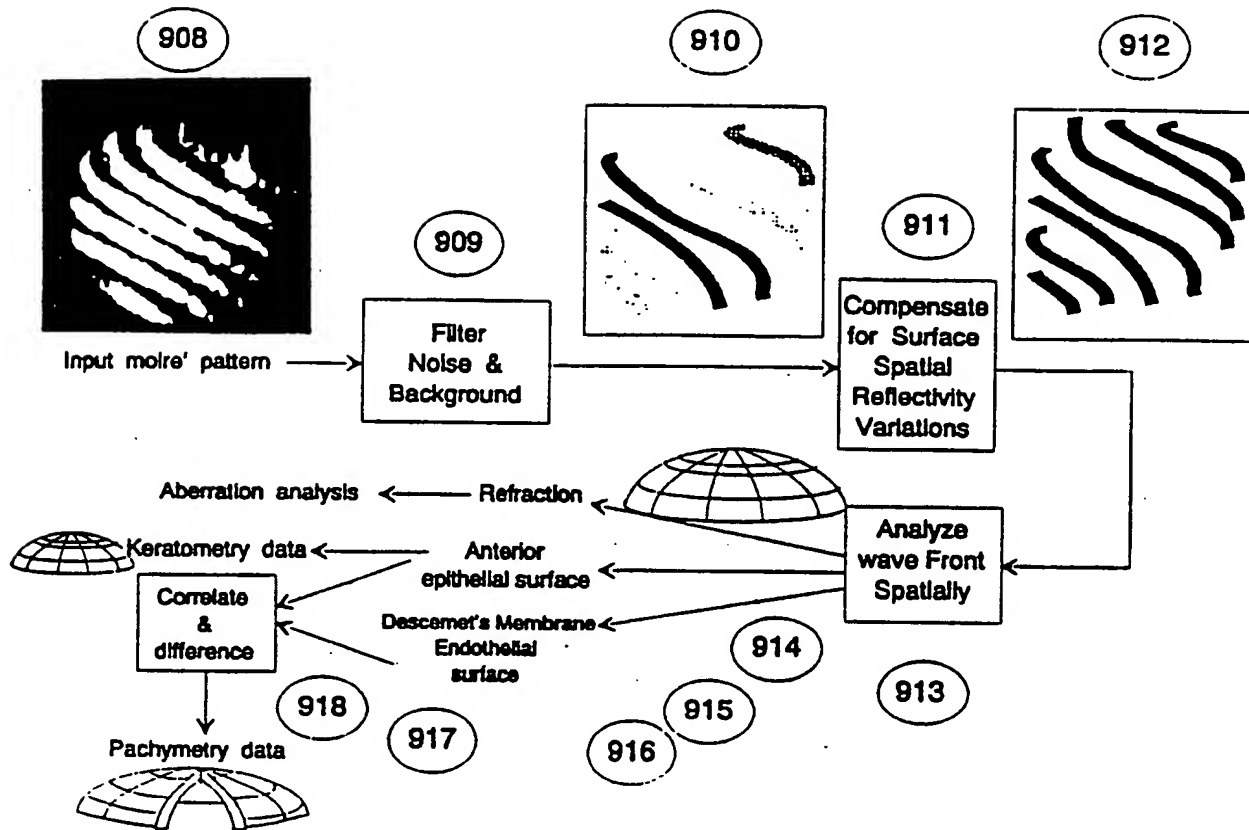 908
910
912
909
911
Input moire' pattern
Filter
Noise &
Background
Compensate
for Surface
Spatial
Reflectivity
Variations
Aberration analysis
Refraction
Keratometry data
Anterior
epithelial surface
Analyze
wave Front
Spatially
Correlate
&
difference
Descemet's Membrane
Endothelial
surface
914
913
918
917
915
916
Pachymetry data